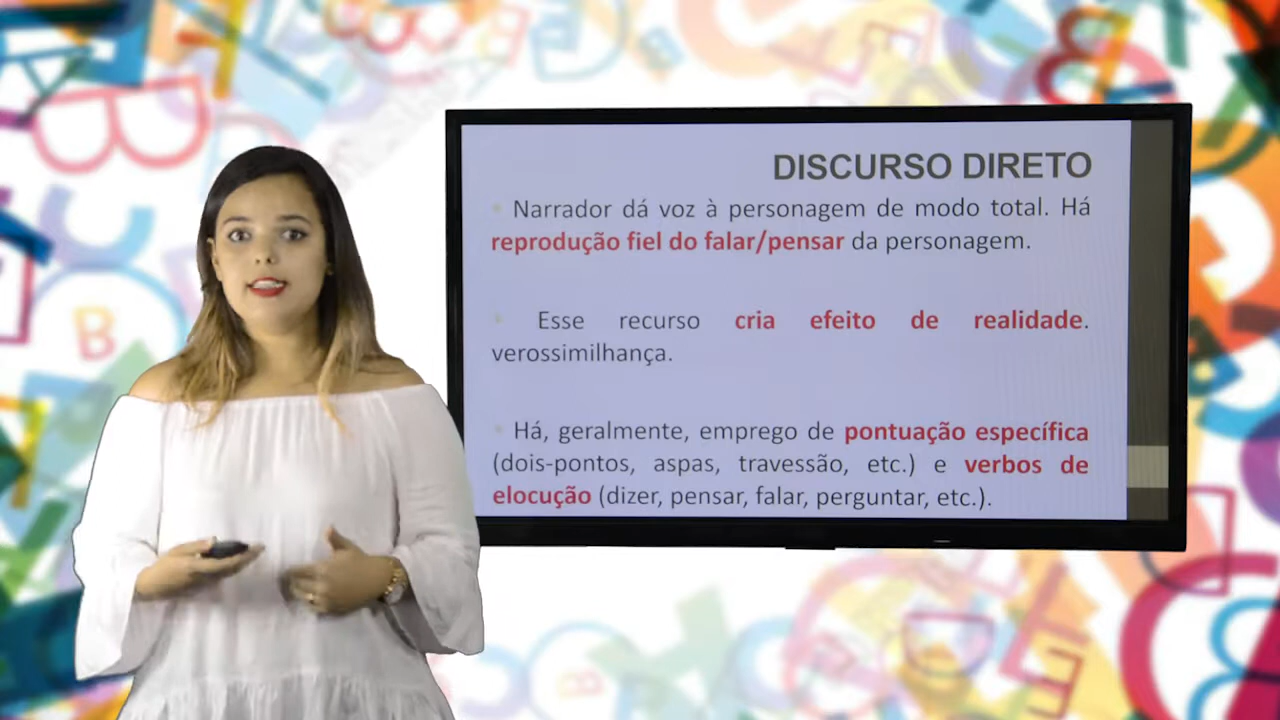 DISCURSO DIRETO
• Narrador dá voz à personagem de modo total. Há
reprodução fiel do falar/pensar da personagem.
• Esse recurso cria efeito de realidade.
verossimilhança.
• Há, geralmente, emprego de pontuação específica
(dois-pontos, aspas, travessão, etc.) e verbos de
elocução (dizer, pensar, falar, perguntar, etc.).